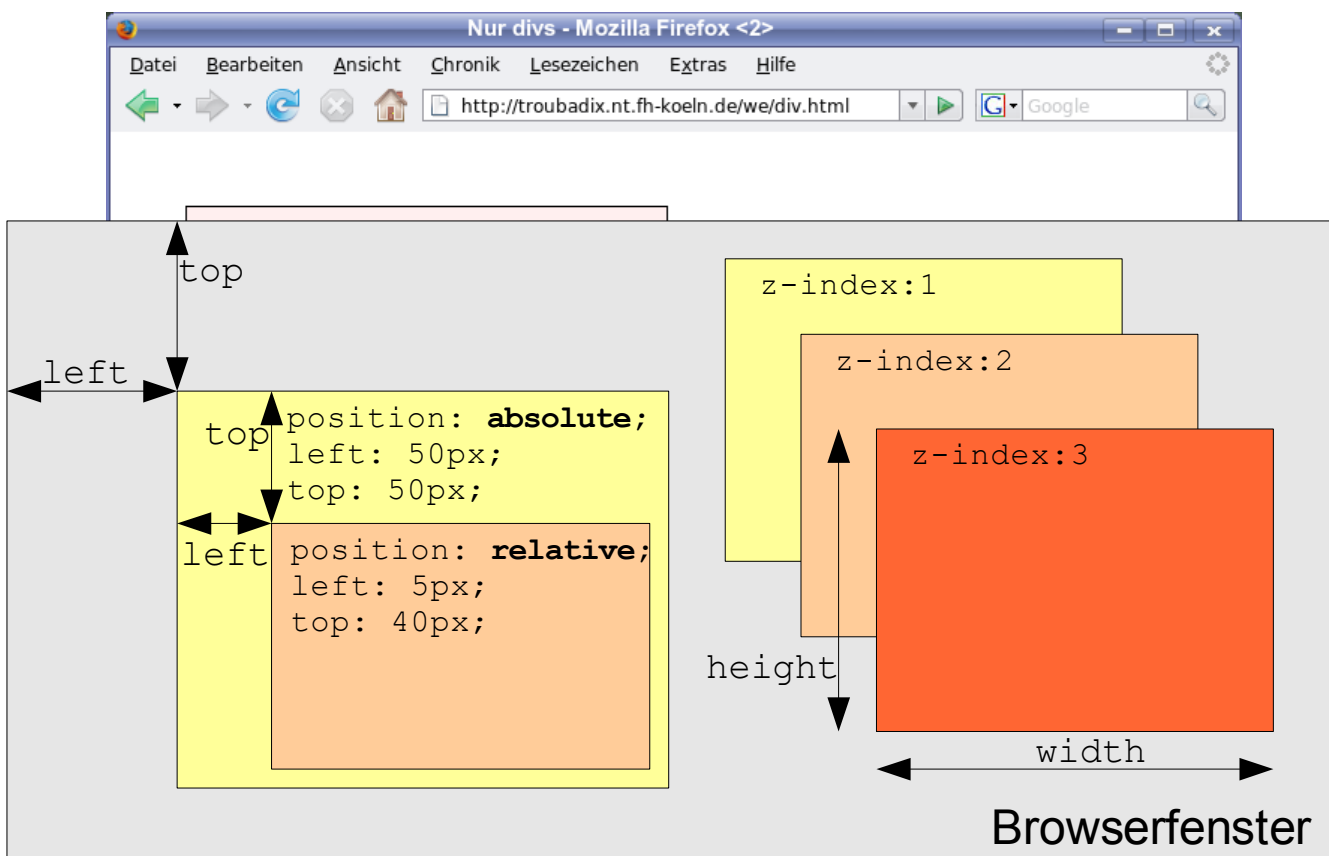 Nur divs - Mozilla Firefox <2>
Datei Bearbeiten Ansicht Chronik Lesezeichen Extras Hilfe
http://troubadix.nt.fh-koeln.de/we/div.html
G Google
top
left
position: absolute;
left: 50px;
top: 50px;
top
left
position: relative;
left: 5px;
top: 40px;
z-index:1
z-index:2
z-index:3
height
width
Browserfenster